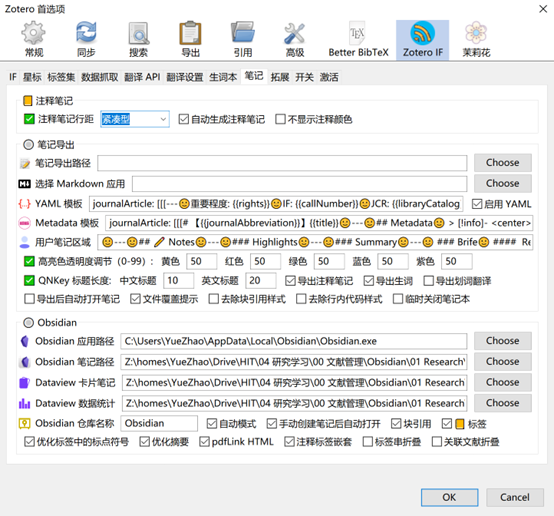 Zotero 首选项
常规 同步 搜索 导出 引用 高级 Better BibTeX Zotero IF 茉莉花
IF 星标 标签集 数据抓取 翻译 API 翻译设置 生词本 笔记 拓展 开关 激活
注释笔记
注释笔记行距 紧凑型 自动生成注释笔记 不显示注释颜色
笔记导出
笔记导出路径 Choose
选择 Markdown 应用 Choose
YAML 模板 journalArticle: [[[---🙂重要程度: {{rights}}🙂IF: {{callNumber}}🙂JCR: {{libraryCatalog 启用 YAML
Metadata 模板 journalArticle: [[[# 【{{journalAbbreviation}}】{{title}}🙂---🙂## Metadata🙂 > [!info]- <center>
用户笔记区域 🙂---🙂## 🖍 Notes🙂---🙂### Highlights🙂---🙂### Summary🙂---🙂 ### Brife🙂 #### Re
高亮色透明度调节（0-99）： 黄色 50 红色 50 绿色 50 蓝色 50 紫色 50
QNKey 标题长度: 中文标题 10 英文标题 20 导出注释笔记 导出生词 导出划词翻译
导出后自动打开笔记 文件覆盖提示 去除块引用样式 去除行内代码样式 临时关闭笔记本
Obsidian
Obsidian 应用路径 C:\Users\YueZhao\AppData\Local\Obsidian\Obsidian.exe Choose
Obsidian 笔记路径 Z:\homes\YueZhao\Drive\HIT\04 研究学习\00 文献管理\Obsidian\01 Research\ Choose
Dataview 卡片笔记 Z:\homes\YueZhao\Drive\HIT\04 研究学习\00 文献管理\Obsidian\01 Research Choose
Dataview 数据统计 Z:\homes\YueZhao\Drive\HIT\04 研究学习\00 文献管理\Obsidian\01 Research Choose
Obsidian 仓库名称 Obsidian 自动模式 手动创建笔记后自动打开 块引用 标签
优化标签中的标点符号 优化摘要 pdfLink HTML 注释标签嵌套 标签串折叠 关联文献折叠
OK Cancel